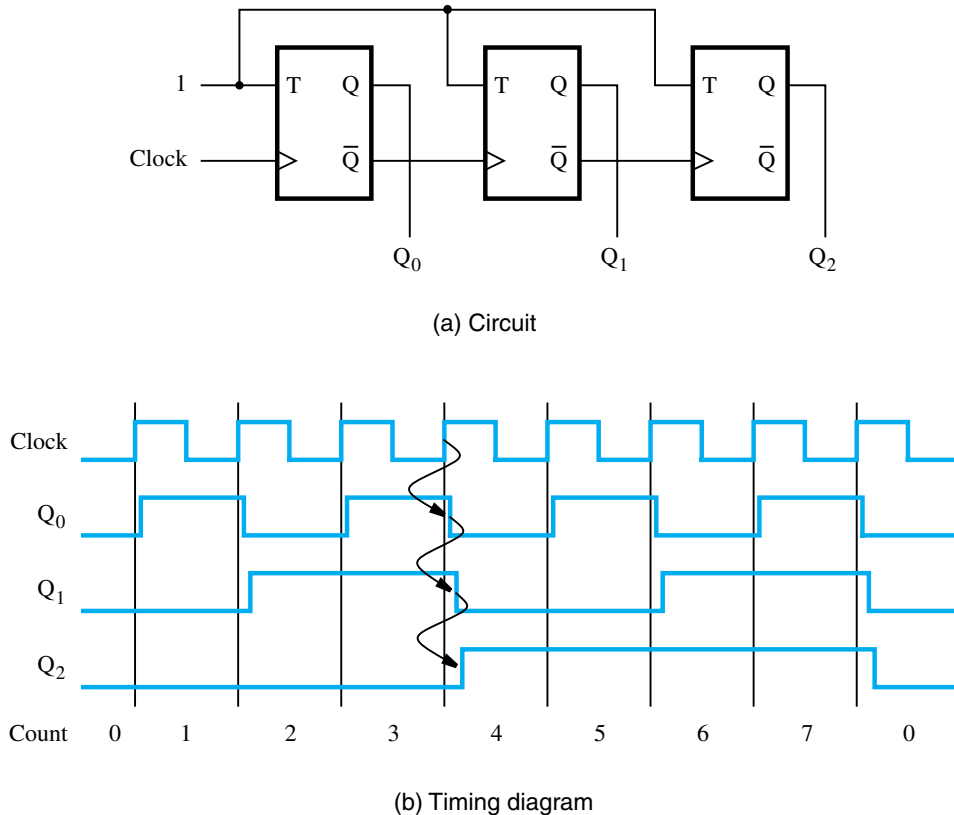 1 T Q T Q T Q
Clock Q̅ Q̅ Q̅
Q₀ Q₁ Q₂
(a) Circuit
Clock
Q₀
Q₁
Q₂
Count 0 1 2 3 4 5 6 7 0
(b) Timing diagram